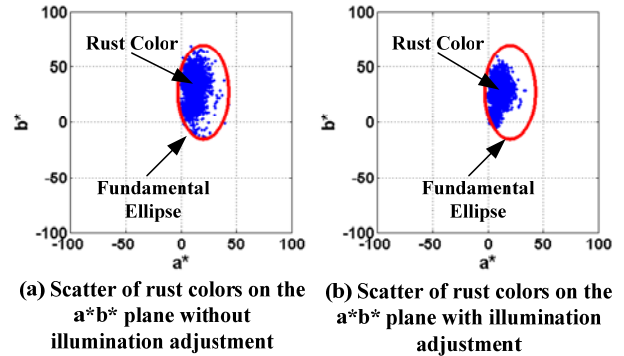 100
50
0
-50
-100
-100
-50
0
50
100
b*
a*
Rust Color
Fundamental
Ellipse
(a) Scatter of rust colors on the
a*b* plane without
illumination adjustment
100
50
0
-50
-100
-100
-50
0
50
100
b*
a*
Rust Color
Fundamental
Ellipse
(b) Scatter of rust colors on the
a*b* plane with illumination
adjustment